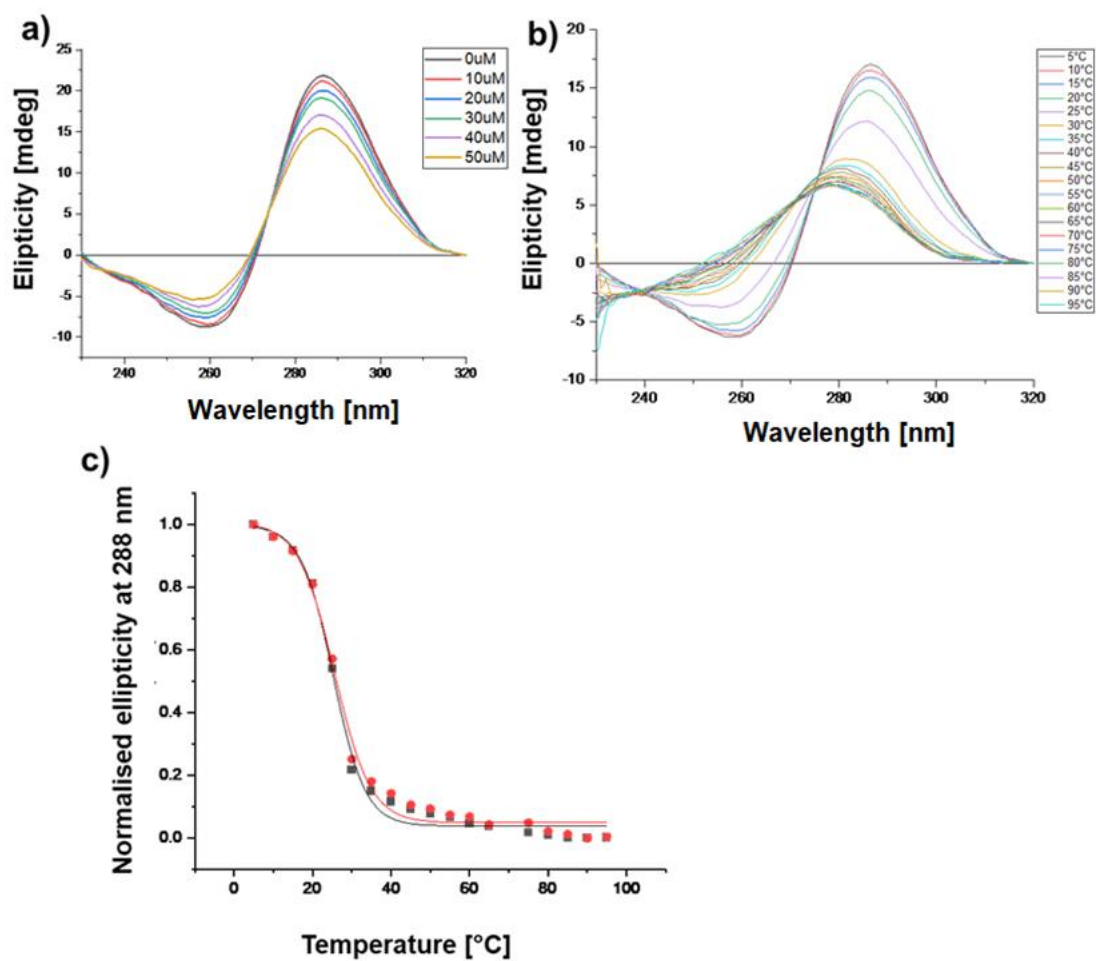 a)
Elipticity [mdeg]
25
20
15
10
5
0
-5
-10
240
260
280
300
320
Wavelength [nm]
0uM
10uM
20uM
30uM
40uM
50uM
b)
Elipticity [mdeg]
20
15
10
5
0
-5
-10
240
260
280
300
320
Wavelength [nm]
5°C
10°C
15°C
20°C
25°C
30°C
35°C
40°C
45°C
50°C
55°C
60°C
65°C
70°C
75°C
80°C
85°C
90°C
95°C
c)
Normalised ellipticity at 288 nm
1.0
0.8
0.6
0.4
0.2
0.0
0
20
40
60
80
100
Temperature [°C]